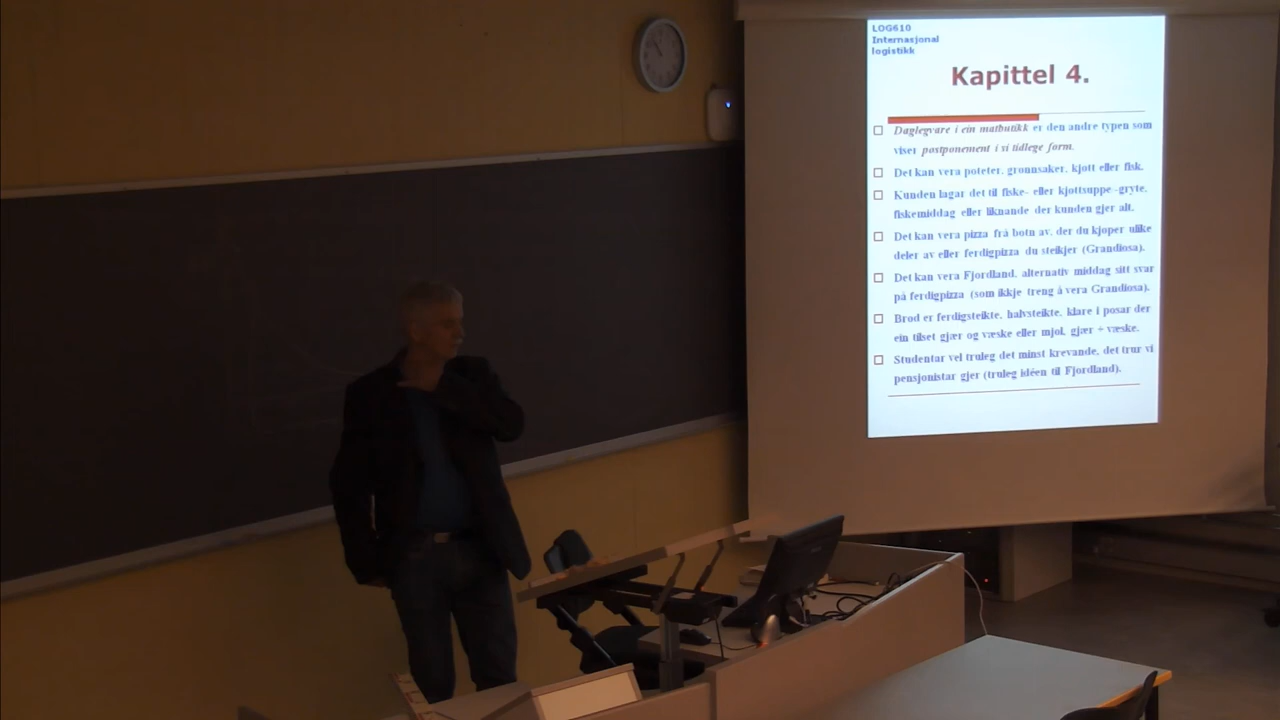 LOG610
Internasjonal
logistikk
Kapittel 4.
Daglegvare i ein matbutikk er den andre typen som
viser postponement i vi tidlege form.
Det kan vera poteter, grønnsaker, kjøtt eller fisk.
Kunden lagar det til fiske- eller kjøttsuppe -gryte,
fiskemiddag eller liknande der kunden gjer alt.
Det kan vera pizza frå botn av, der du kjøper ulike
deler av eller ferdigpizza du steikjer (Grandiosa).
Det kan vera Fjordland, alternativ middag sitt svar
på ferdigpizza (som ikkje treng å vera Grandiosa).
Brød er ferdigsteikte, halvsteikte, klare i posar der
ein tilset gjær og væske eller mjøl, gjær + væske.
Studentar vel truleg det minst krevande, det trur vi
pensjonistar gjer (truleg idéen til Fjordland).